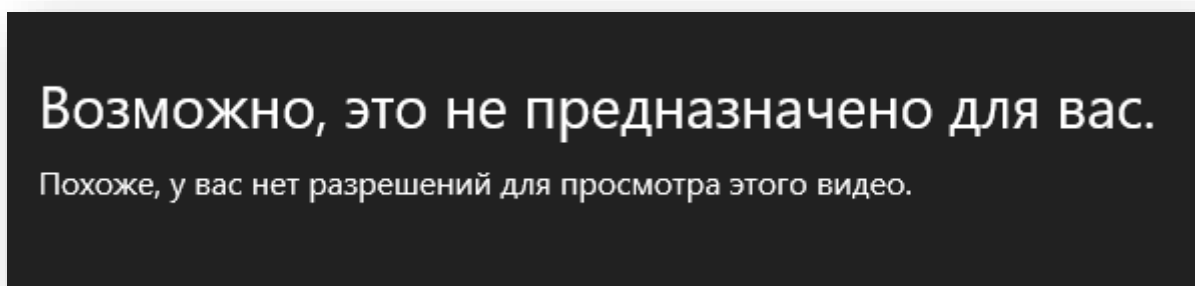 Возможно, это не предназначено для вас.
Похоже, у вас нет разрешений для просмотра этого видео.